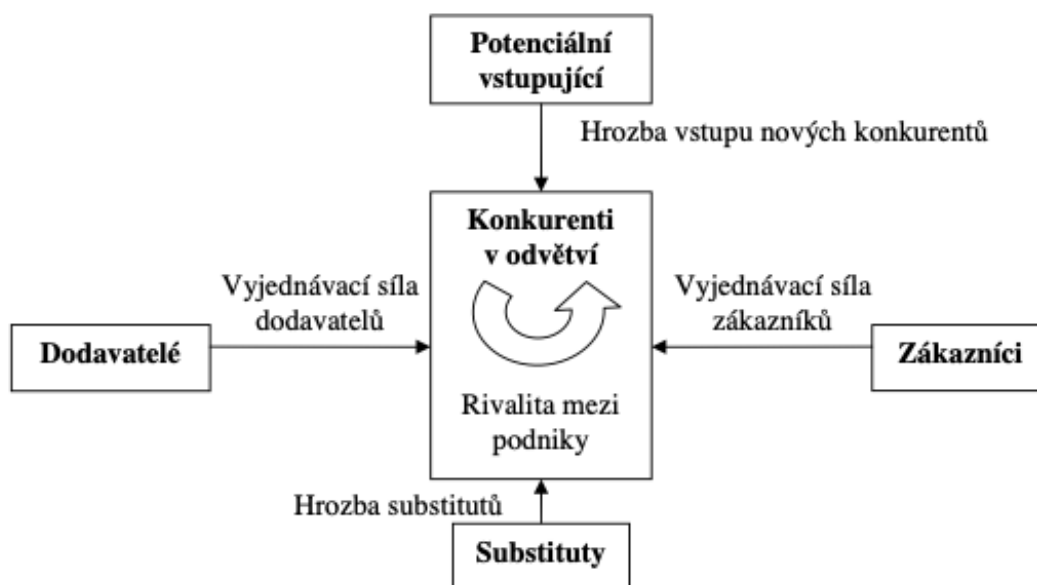 Potenciální
vstupující
Hrozba vstupu nových konkurentů
Konkurenti
v odvětví
Vyjednávací síla
dodavatelů
Vyjednávací síla
zákazníků
Dodavatelé
Zákazníci
Rivalita mezi
podniky
Hrozba substitutů
Substituty